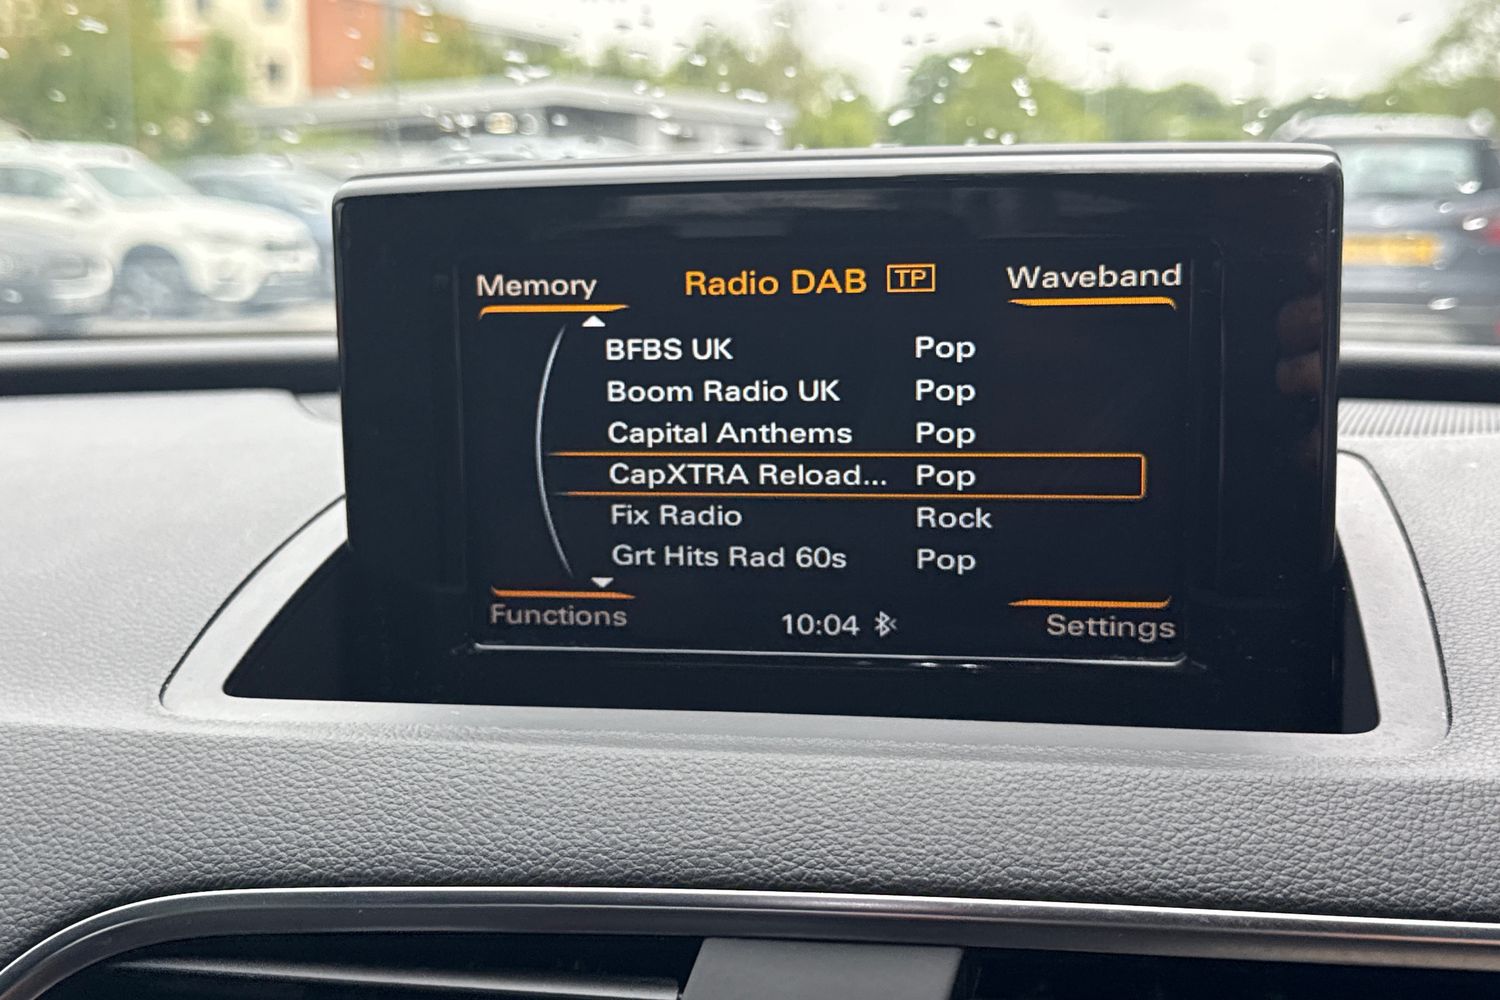 Memory Radio DAB TP Waveband
BFBS UK Pop
Boom Radio UK Pop
Capital Anthems Pop
CapXTRA Reload... Pop
Fix Radio Rock
Grt Hits Rad 60s Pop
Functions 10:04 Settings